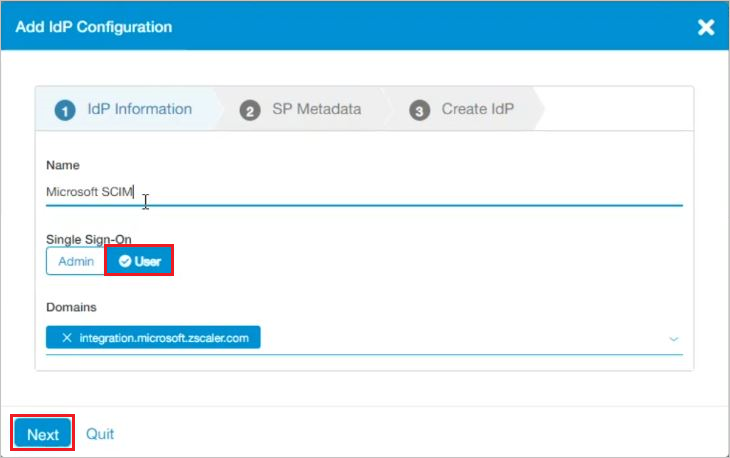 Add IdP Configuration
1 IdP Information 2 SP Metadata 3 Create IdP
Name
Microsoft SCIM
Single Sign-On
Admin User
Domains
integration.microsoft.zscaler.com
Next Quit